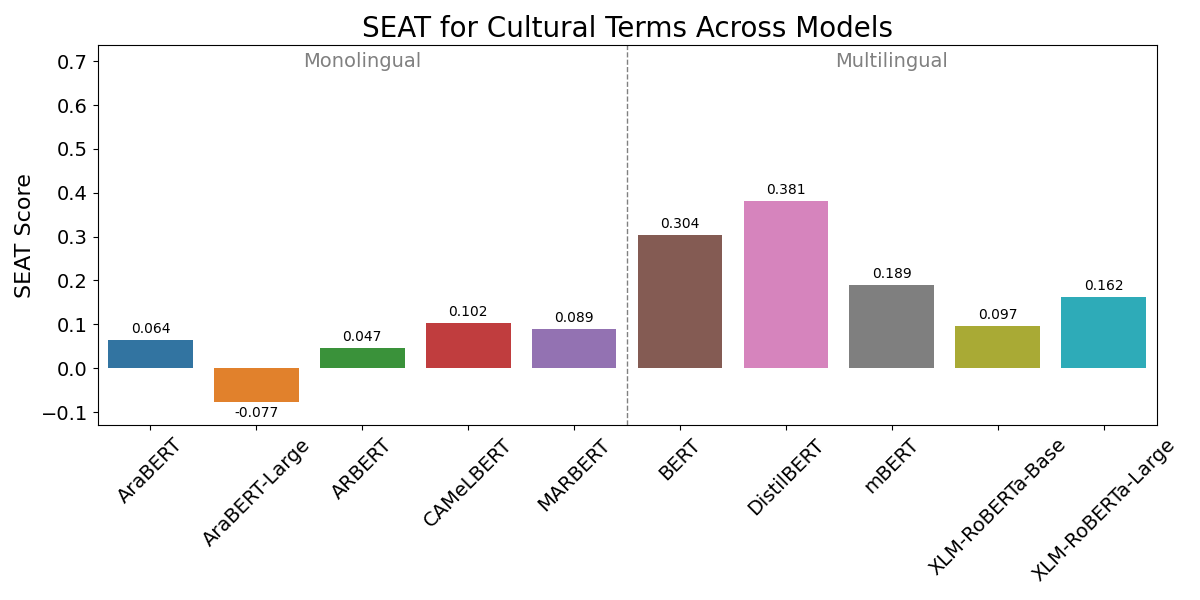 SEAT for Cultural Terms Across Models
Monolingual
Multilingual
SEAT Score
0.7
0.6
0.5
0.4
0.3
0.2
0.1
0.0
−0.1
0.064
-0.077
0.047
0.102
0.089
0.304
0.381
0.189
0.097
0.162
AraBERT
AraBERT-Large
ARBERT
CAMeLBERT
MARBERT
BERT
DistilBERT
mBERT
XLM-RoBERTa-Base
XLM-RoBERTa-Large